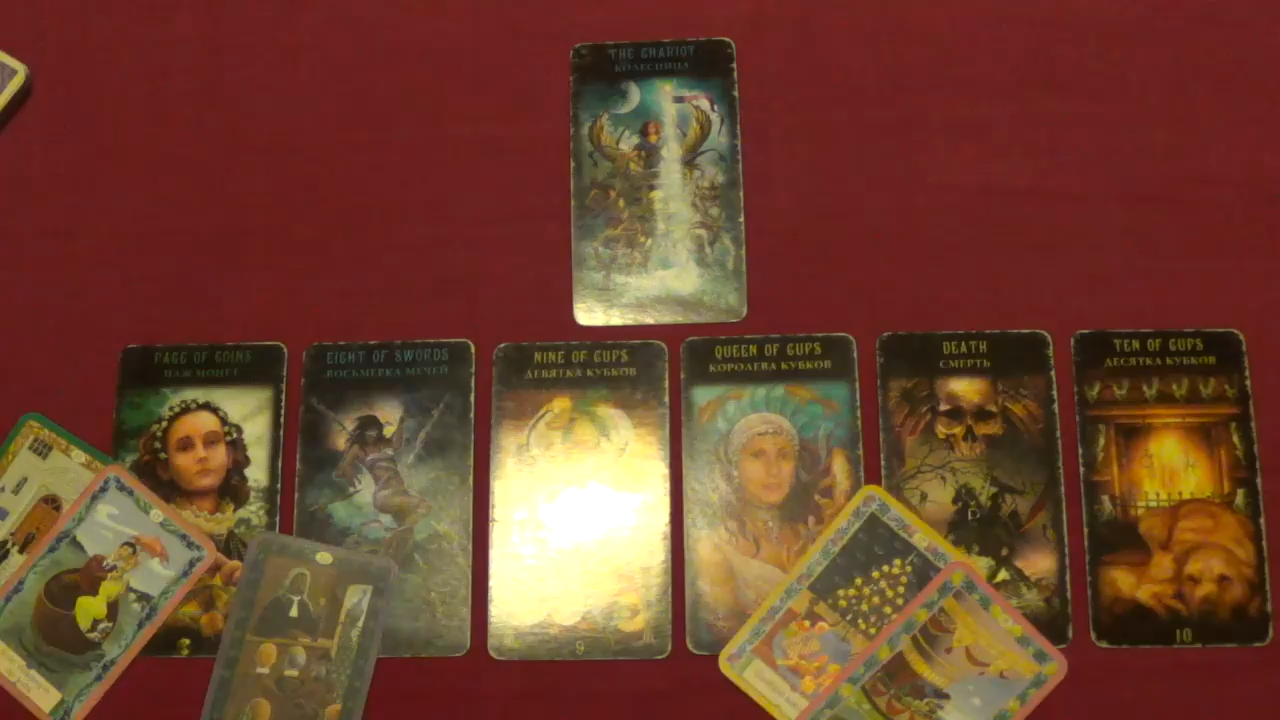 THE CHARIOT
КОЛЕСНИЦА
PAGE OF COINS
ПАЖ МОНЕТ
EIGHT OF SWORDS
ВОСЬМЕРКА МЕЧЕЙ
NINE OF CUPS
ДЕВЯТКА КУБКОВ
QUEEN OF CUPS
КОРОЛЕВА КУБКОВ
DEATH
СМЕРТЬ
TEN OF CUPS
ДЕСЯТКА КУБКОВ
9
10